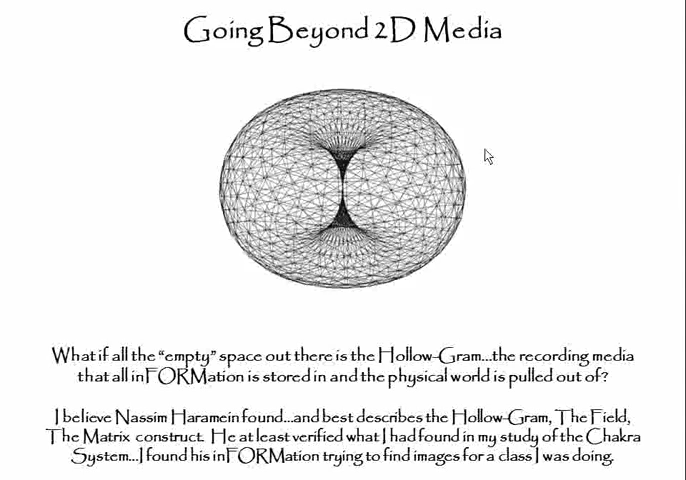 Going Beyond 2D Media
What if all the “empty” space out there is the Hollow-Gram...the recording media
that all inFORMation is stored in and the physical world is pulled out of?
I believe Nassim Haramein found...and best describes the Hollow-Gram, The Field,
The Matrix construct. He at least verified what I had found in my study of the Chakra
System...I found his inFORMation trying to find images for a class I was doing.